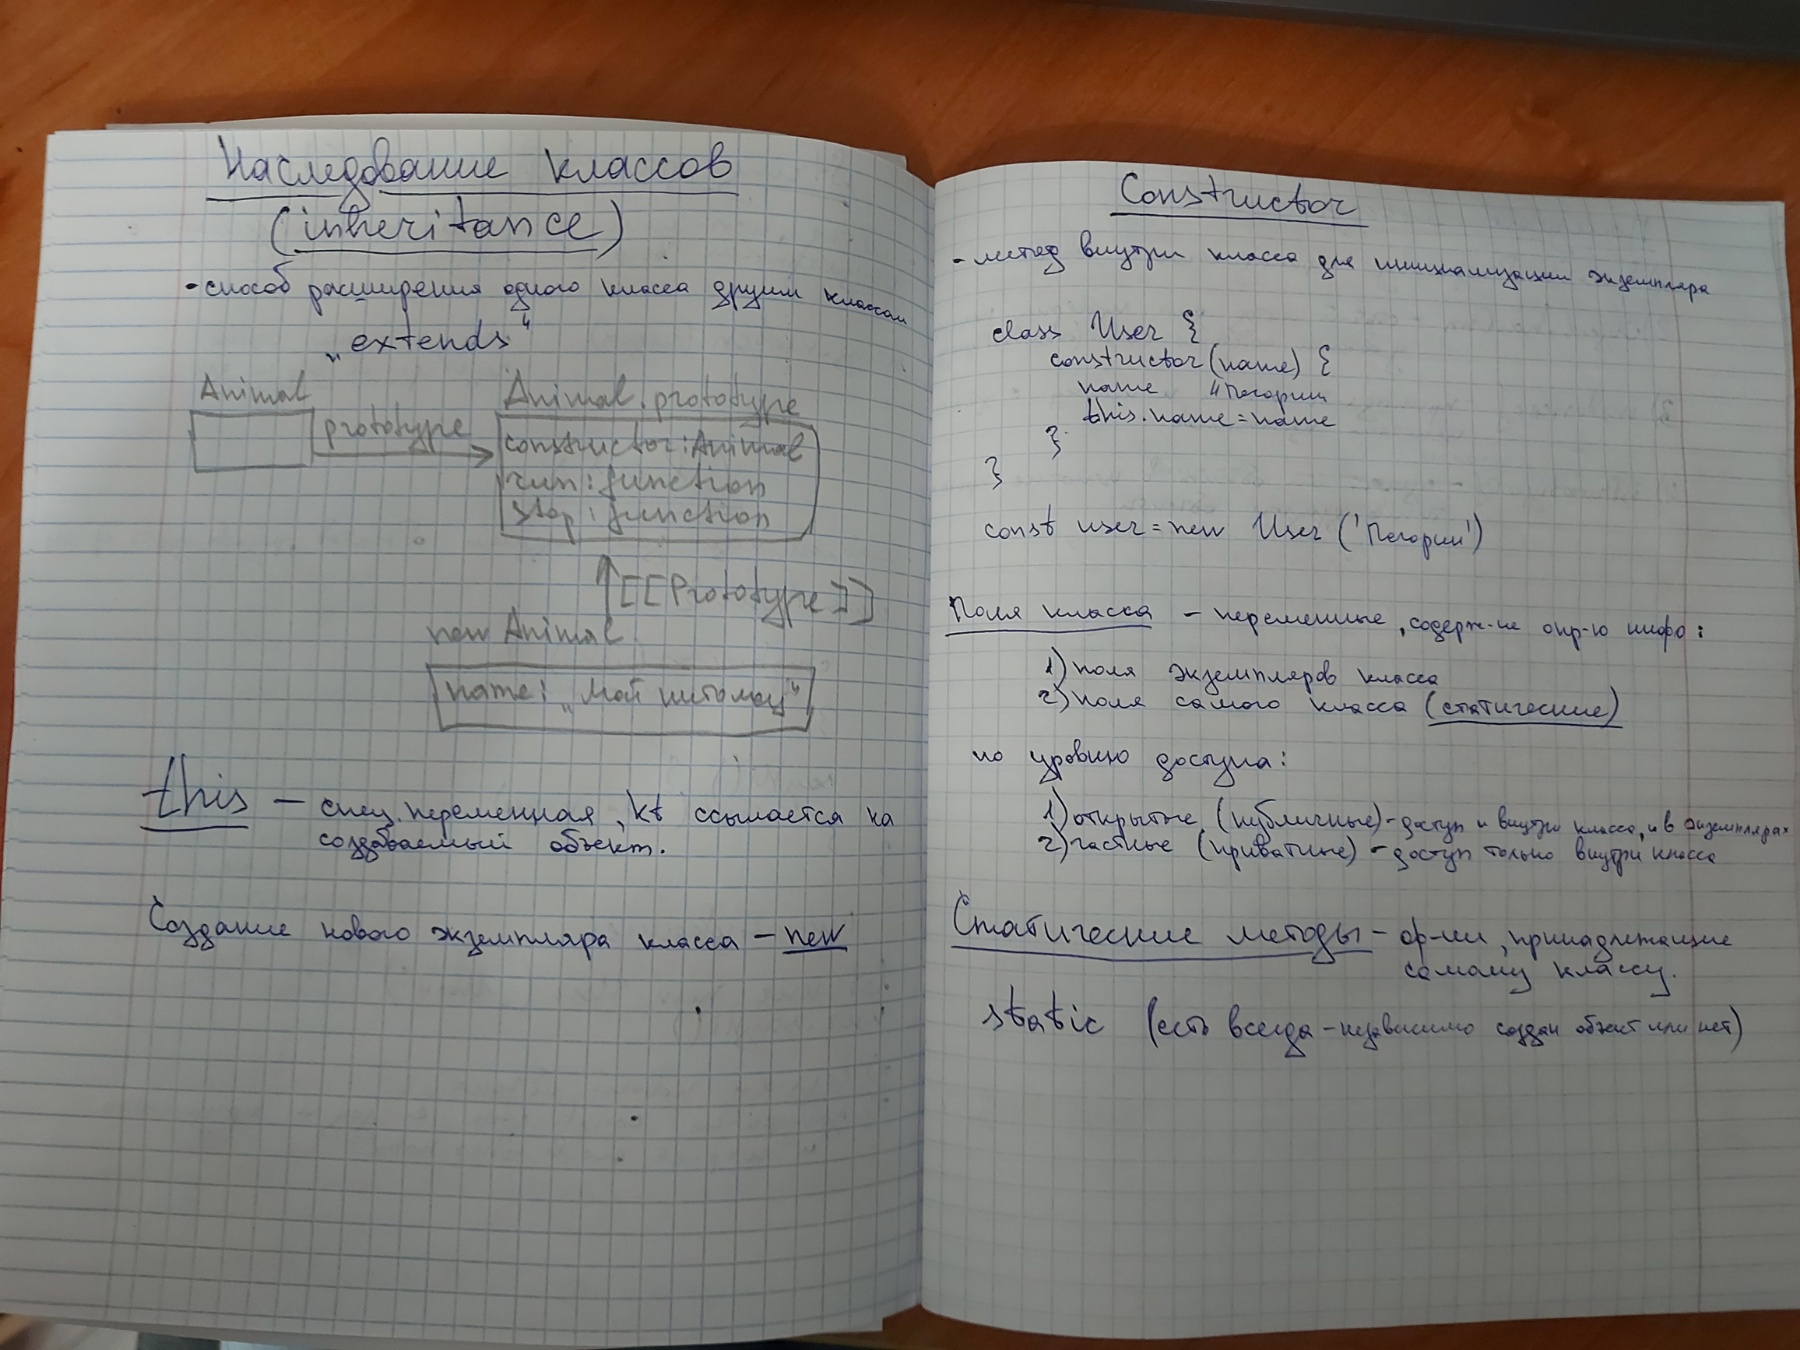 Наследование классов
(inheritance)
- способ расширения одного класса другим классом
„extends“
Animal
prototype
Animal.prototype
constructor: Animal
run: function
stop: function
[[Prototype]]
new Animal
name: „Мой питомец“
this — спец. переменная, kt ссылается на
создаваемый объект.
Создание нового экземпляра класса – new
Constructor
- метод внутри класса для инициализации экземпляра
class User {
constructor (name) {
name
this.name = name
}
}
const user = new User (' ')
Поля класса – переменные, содерж-ие опр-ю инфо:
1) поля экземпляров класса
2) поля самого класса (статические)
по уровню доступа:
1) открытые (публичные) - доступ и внутри класса, и в экземплярах
2) частные (приватные) - доступ только внутри класса
Статические методы – ф-ии, принадлежащие
самому классу.
static (есть всегда – независимо создан объект или нет)